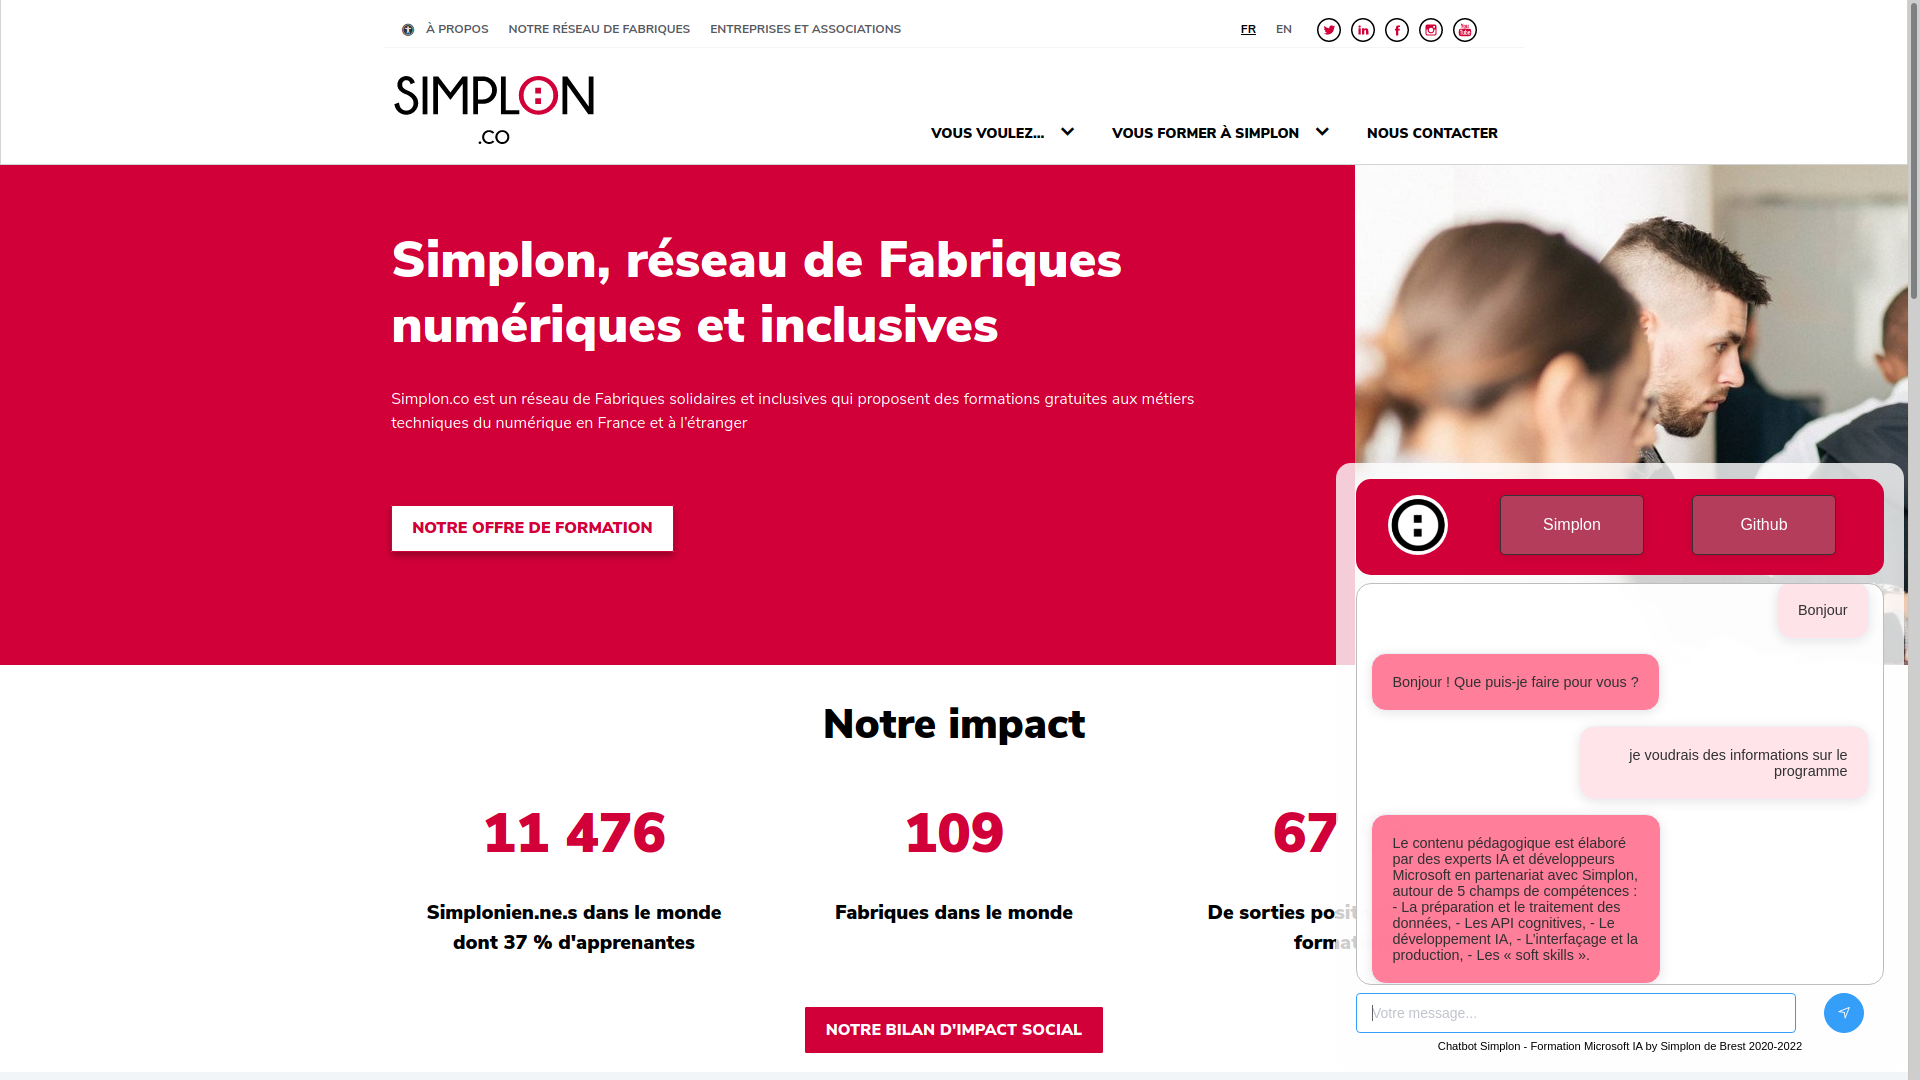 À PROPOS NOTRE RÉSEAU DE FABRIQUES ENTREPRISES ET ASSOCIATIONS FR EN
SIMPLON
.CO
VOUS VOULEZ... VOUS FORMER À SIMPLON NOUS CONTACTER
Simplon, réseau de Fabriques
numériques et inclusives
Simplon.co est un réseau de Fabriques solidaires et inclusives qui proposent des formations gratuites aux métiers
techniques du numérique en France et à l'étranger
NOTRE OFFRE DE FORMATION
Notre impact
11 476
Simplonien.ne.s dans le monde
dont 37 % d'apprenantes
109
Fabriques dans le monde
67
De sorties posit
format
NOTRE BILAN D'IMPACT SOCIAL
Simplon Github
Bonjour
Bonjour ! Que puis-je faire pour vous ?
je voudrais des informations sur le
programme
Le contenu pédagogique est élaboré
par des experts IA et développeurs
Microsoft en partenariat avec Simplon,
autour de 5 champs de compétences :
- La préparation et le traitement des
données, - Les API cognitives, - Le
développement IA, - L'interfaçage et la
production, - Les « soft skills ».
Votre message...
Chatbot Simplon - Formation Microsoft IA by Simplon de Brest 2020-2022